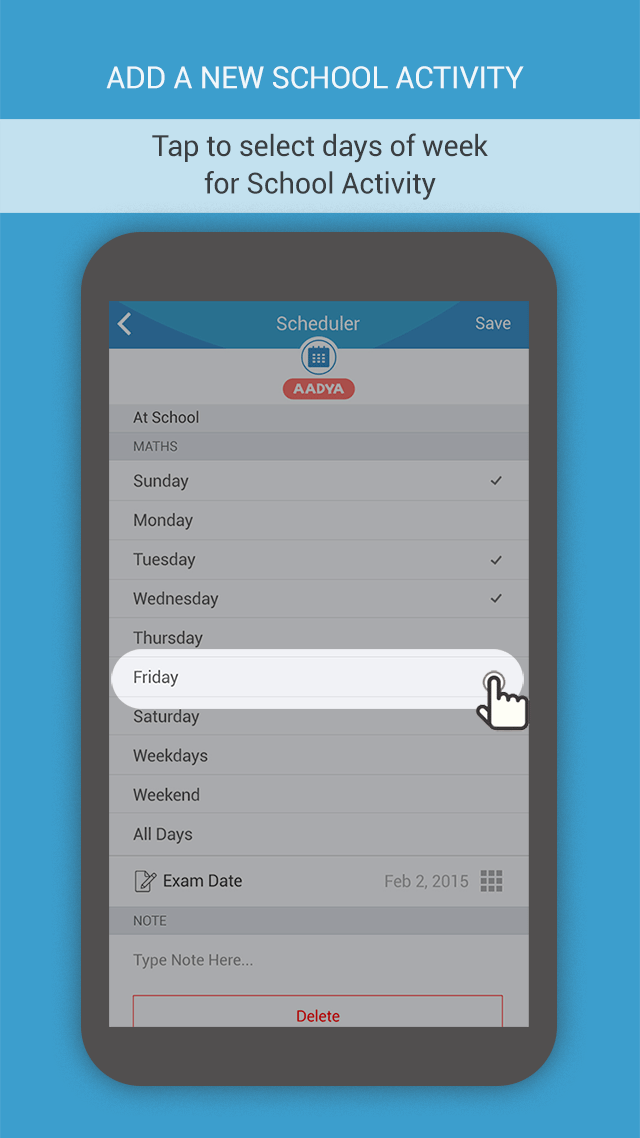 ADD A NEW SCHOOL ACTIVITY
Tap to select days of week
for School Activity
Scheduler
Save
AADYA
At School
MATHS
Sunday
Monday
Tuesday
Wednesday
Thursday
Friday
Saturday
Weekdays
Weekend
All Days
Exam Date
Feb 2, 2015
NOTE
Type Note Here...
Delete